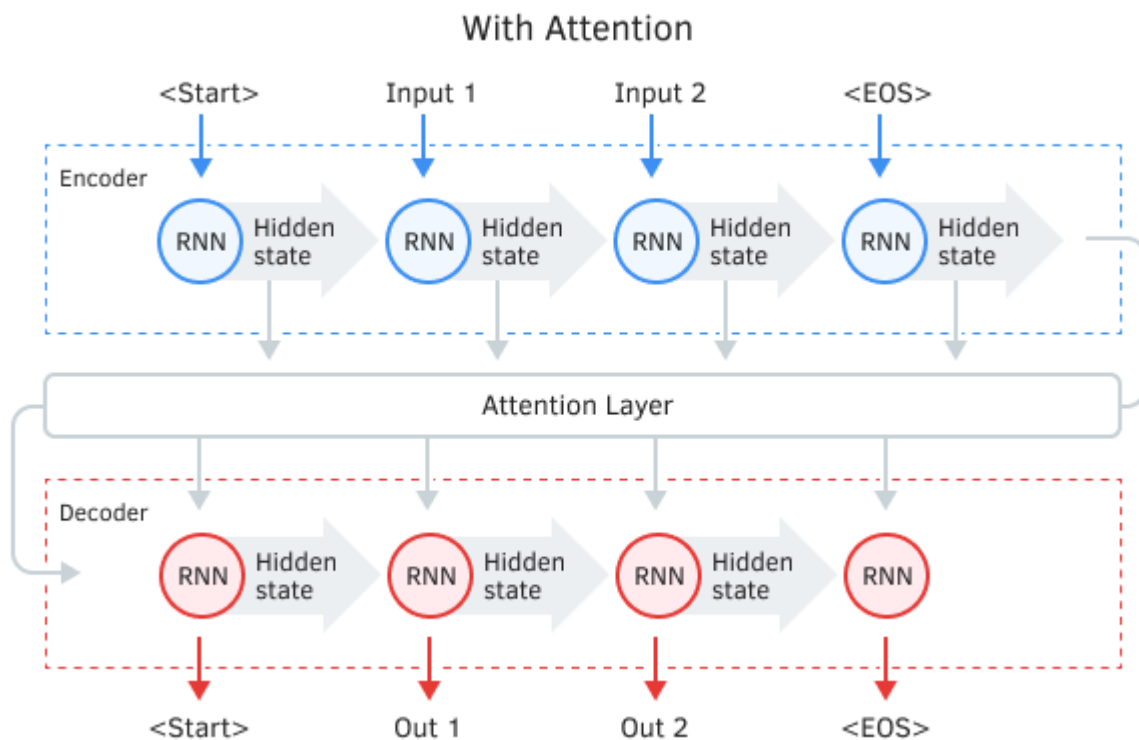 With Attention
<Start> Input 1 Input 2 <EOS>
Encoder
RNN Hidden state RNN Hidden state RNN Hidden state RNN Hidden state
Attention Layer
Decoder
RNN Hidden state RNN Hidden state RNN Hidden state RNN
<Start> Out 1 Out 2 <EOS>